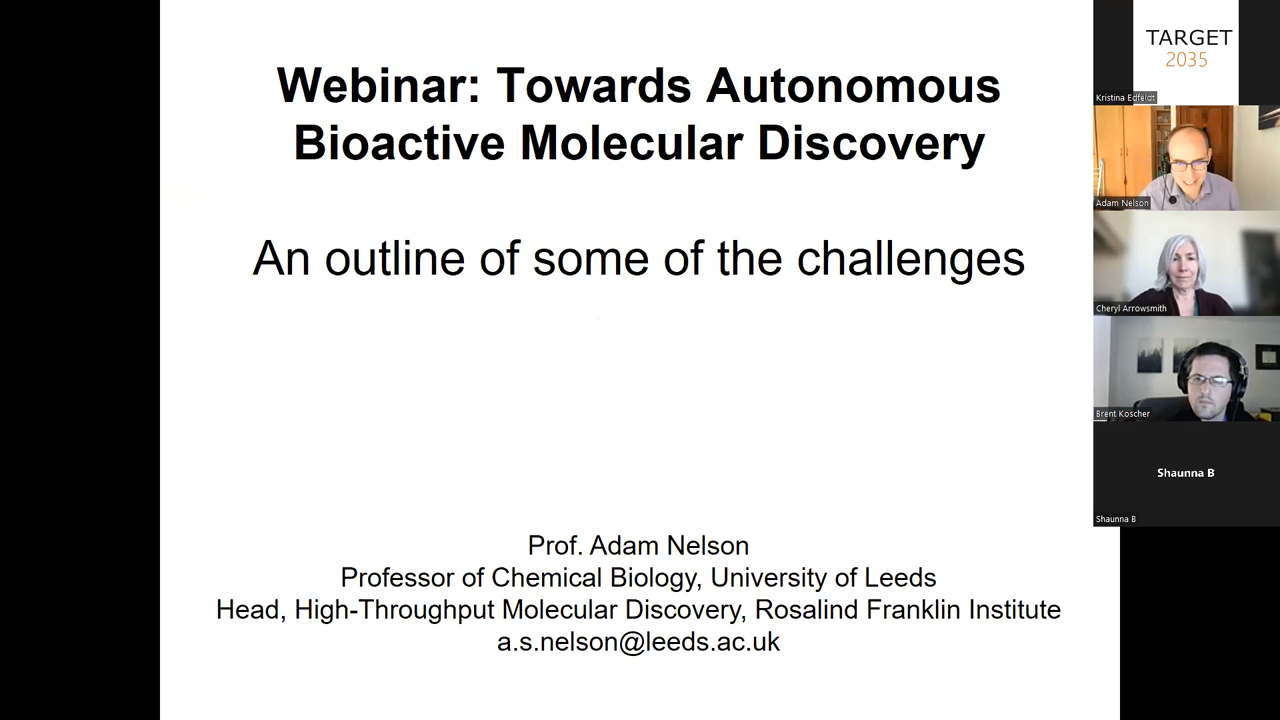 Webinar: Towards Autonomous
Bioactive Molecular Discovery
An outline of some of the challenges
Prof. Adam Nelson
Professor of Chemical Biology, University of Leeds
Head, High-Throughput Molecular Discovery, Rosalind Franklin Institute
a.s.nelson@leeds.ac.uk
TARGET
2035
Kristina Edfeldt
Adam Nelson
Cheryl Arrowsmith
Brent Koscher
Shaunna B
Shaunna B